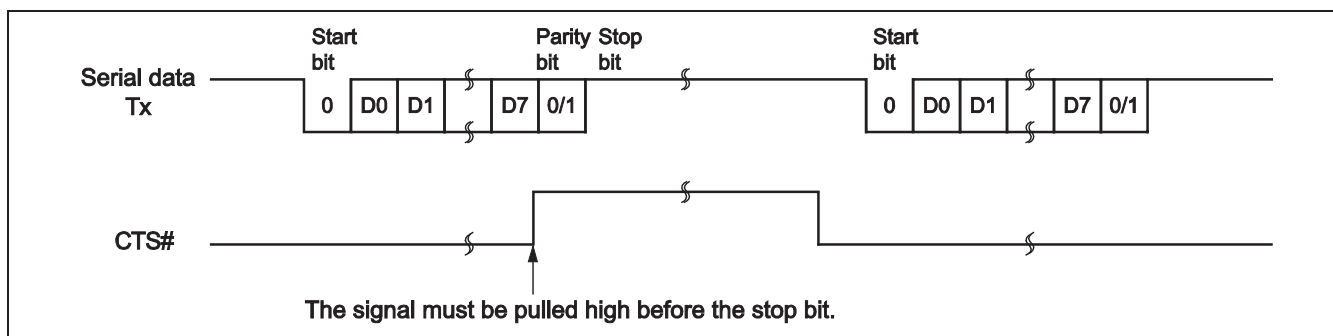 Start bit
Parity bit
Stop bit
Start bit
Serial data Tx
0 D0 D1 D7 0/1
0 D0 D1 D7 0/1
CTS#
The signal must be pulled high before the stop bit.